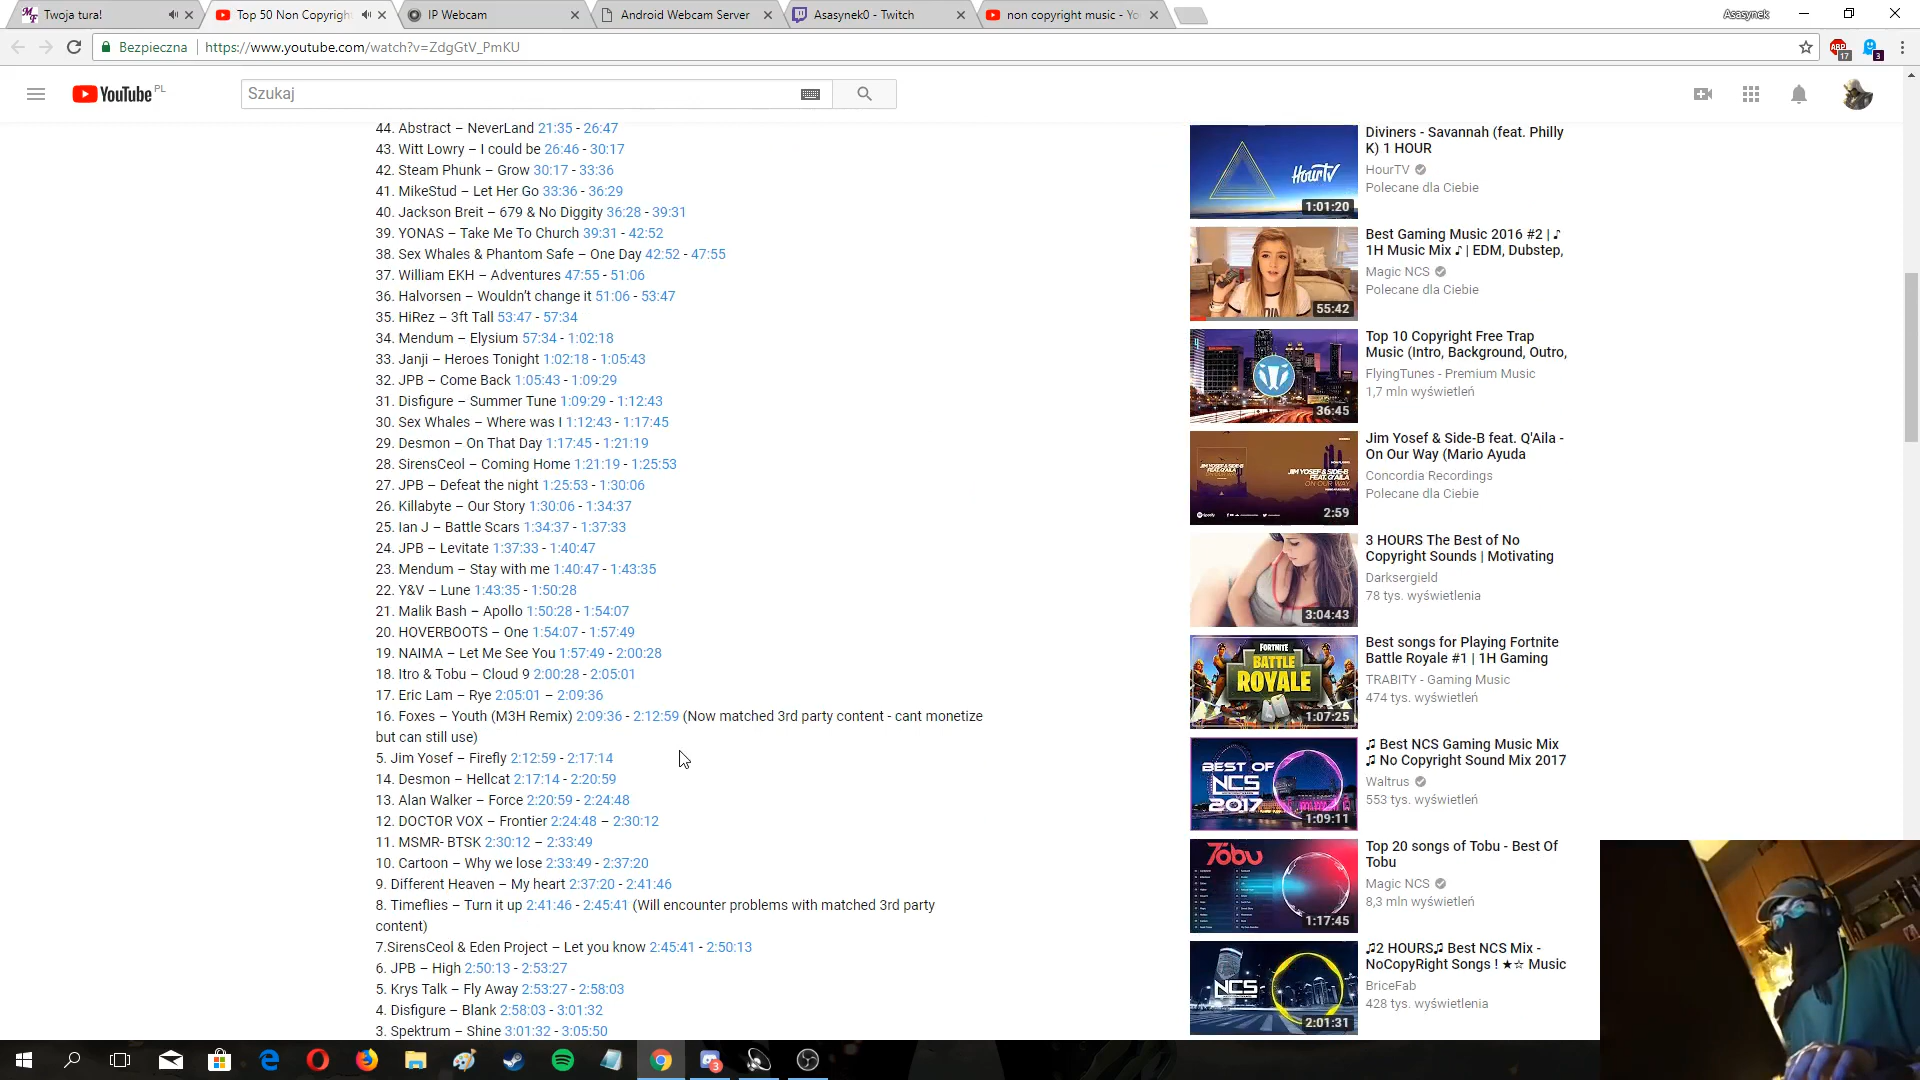 Twoja tura!
Top 50 Non Copyright
IP Webcam
Android Webcam Server
Asasynek0 - Twitch
non copyright music - Yo
Asasynek
Bezpieczna
https://www.youtube.com/watch?v=ZdgGtV_PmKU
ABP
17
3
YouTube PL
Szukaj
44. Abstract – NeverLand 21:35 - 26:47
43. Witt Lowry – I could be 26:46 - 30:17
42. Steam Phunk – Grow 30:17 - 33:36
41. MikeStud – Let Her Go 33:36 - 36:29
40. Jackson Breit – 679 & No Diggity 36:28 - 39:31
39. YONAS – Take Me To Church 39:31 - 42:52
38. Sex Whales & Phantom Safe – One Day 42:52 - 47:55
37. William EKH – Adventures 47:55 - 51:06
36. Halvorsen – Wouldn't change it 51:06 - 53:47
35. HiRez – 3ft Tall 53:47 - 57:34
34. Mendum – Elysium 57:34 - 1:02:18
33. Janji – Heroes Tonight 1:02:18 - 1:05:43
32. JPB – Come Back 1:05:43 - 1:09:29
31. Disfigure – Summer Tune 1:09:29 - 1:12:43
30. Sex Whales – Where was I 1:12:43 - 1:17:45
29. Desmon – On That Day 1:17:45 - 1:21:19
28. SirensCeol – Coming Home 1:21:19 - 1:25:53
27. JPB – Defeat the night 1:25:53 - 1:30:06
26. Killabyte – Our Story 1:30:06 - 1:34:37
25. Ian J – Battle Scars 1:34:37 - 1:37:33
24. JPB – Levitate 1:37:33 - 1:40:47
23. Mendum – Stay with me 1:40:47 - 1:43:35
22. Y&V – Lune 1:43:35 - 1:50:28
21. Malik Bash – Apollo 1:50:28 - 1:54:07
20. HOVERBOOTS – One 1:54:07 - 1:57:49
19. NAIMA – Let Me See You 1:57:49 - 2:00:28
18. Itro & Tobu – Cloud 9 2:00:28 - 2:05:01
17. Eric Lam – Rye 2:05:01 – 2:09:36
16. Foxes – Youth (M3H Remix) 2:09:36 - 2:12:59 (Now matched 3rd party content - cant monetize
but can still use)
5. Jim Yosef – Firefly 2:12:59 - 2:17:14
14. Desmon – Hellcat 2:17:14 - 2:20:59
13. Alan Walker – Force 2:20:59 - 2:24:48
12. DOCTOR VOX – Frontier 2:24:48 – 2:30:12
11. MSMR- BTSK 2:30:12 – 2:33:49
10. Cartoon – Why we lose 2:33:49 - 2:37:20
9. Different Heaven – My heart 2:37:20 - 2:41:46
8. Timeflies – Turn it up 2:41:46 - 2:45:41 (Will encounter problems with matched 3rd party
content)
7.SirensCeol & Eden Project – Let you know 2:45:41 - 2:50:13
6. JPB – High 2:50:13 - 2:53:27
5. Krys Talk – Fly Away 2:53:27 - 2:58:03
4. Disfigure – Blank 2:58:03 - 3:01:32
3. Spektrum – Shine 3:01:32 - 3:05:50
HourTV
1:01:20
Diviners - Savannah (feat. Philly
K) 1 HOUR
HourTV
Polecane dla Ciebie
55:42
Best Gaming Music 2016 #2 | ♪
1H Music Mix ♪ | EDM, Dubstep,
Magic NCS
Polecane dla Ciebie
36:45
Top 10 Copyright Free Trap
Music (Intro, Background, Outro,
FlyingTunes - Premium Music
1,7 mln wyświetleń
2:59
Jim Yosef & Side-B feat. Q'Aila -
On Our Way (Mario Ayuda
Concordia Recordings
Polecane dla Ciebie
3:04:43
3 HOURS The Best of No
Copyright Sounds | Motivating
Darksergield
78 tys. wyświetlenia
FORTNITE
BATTLE
ROYALE
1:07:25
Best songs for Playing Fortnite
Battle Royale #1 | 1H Gaming
TRABITY - Gaming Music
474 tys. wyświetleń
BEST OF
NCS
2017
1:09:11
♫ Best NCS Gaming Music Mix
♫ No Copyright Sound Mix 2017
Waltrus
553 tys. wyświetleń
Tobu
1:17:45
Top 20 songs of Tobu - Best Of
Tobu
Magic NCS
8,3 mln wyświetleń
NCS
2:01:31
♫2 HOURS♫ Best NCS Mix -
NoCopyRight Songs ! ★☆ Music
BriceFab
428 tys. wyświetlenia
3